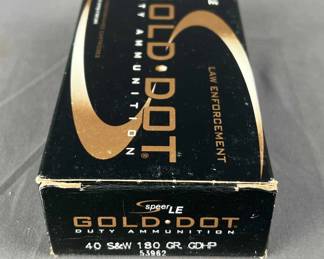 GOLD·DOT®
DUTY AMMUNITION
LAW ENFORCEMENT
speer LE
GOLD·DOT®
DUTY AMMUNITION
40 S&W 180 GR. GDHP
53962